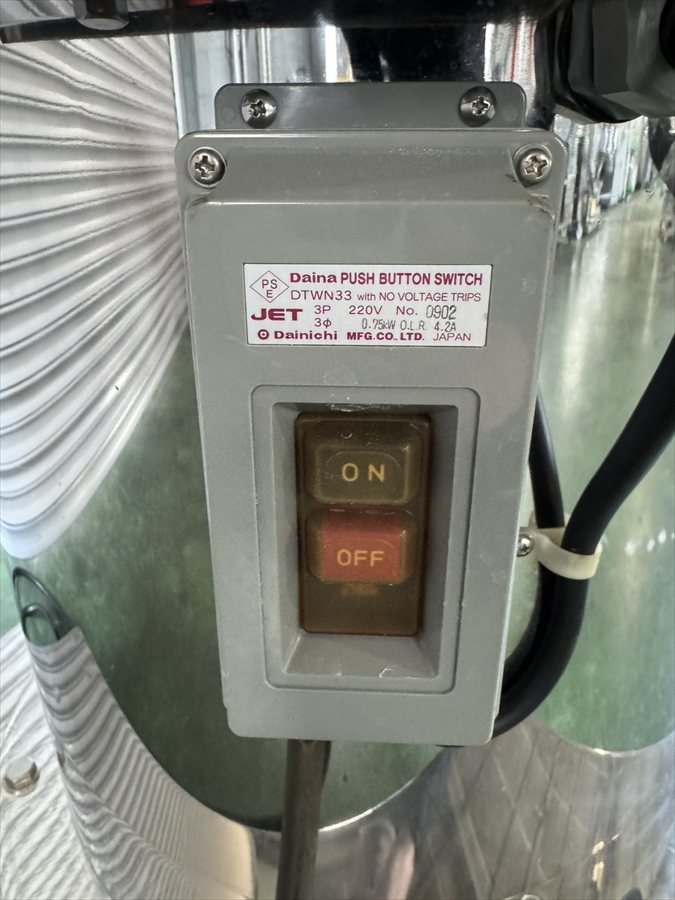 PS
E
Daina PUSH BUTTON SWITCH
DTWN33 with NO VOLTAGE TRIPS
JET 3P 220V No. 0902
3φ 0.75kW O.L.R. 4.2A
Dainichi MFG.CO.,LTD. JAPAN
ON
OFF